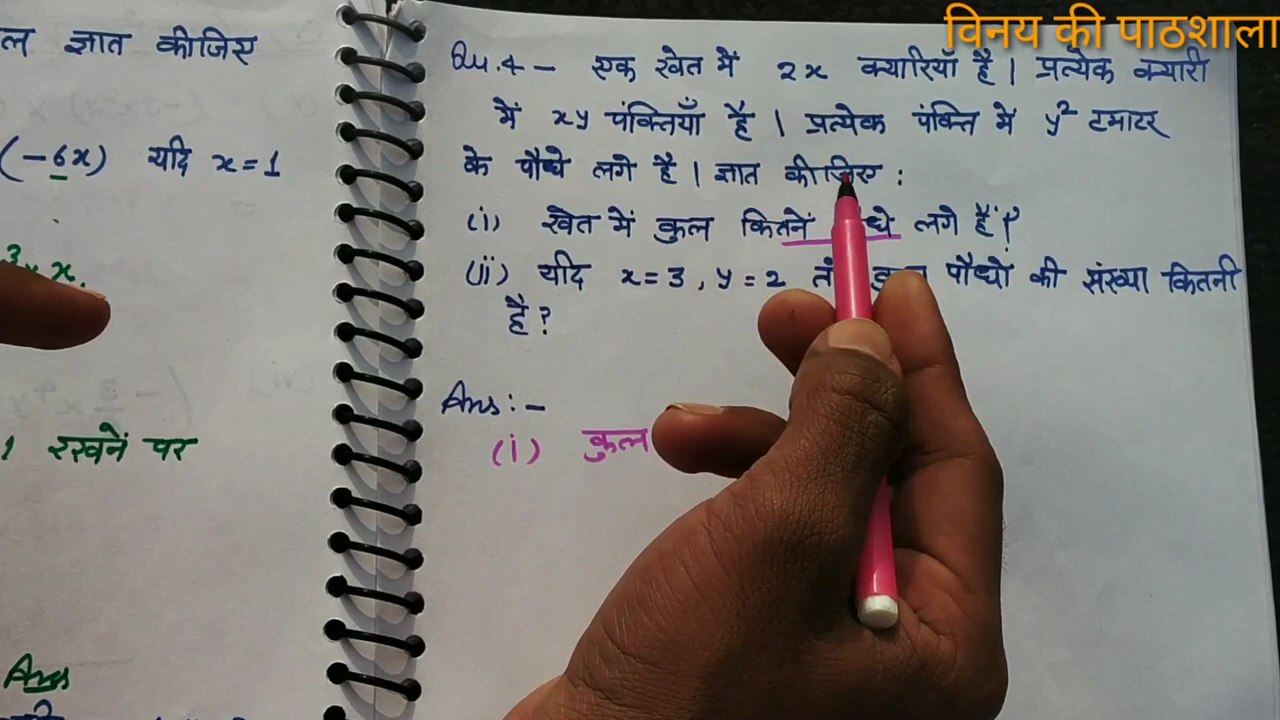 विनय की पाठशाला
ल ज्ञात कीजिए
(-6x) यदि x=1
रखनें पर
Ans
Qu.4 - एक खेत में 2x क्यारियाँ है। प्रत्येक क्यारी
में xy पंक्तियाँ है। प्रत्येक पंक्ति में y² टमाटर
के पौधे लगे है। ज्ञात कीजिए:
(i) खेत में कुल कितनें लगे हैं?
(ii) यदि x=3, y=2 पौधों की संख्या कितनी
है?
Ans:-
(i) कुल